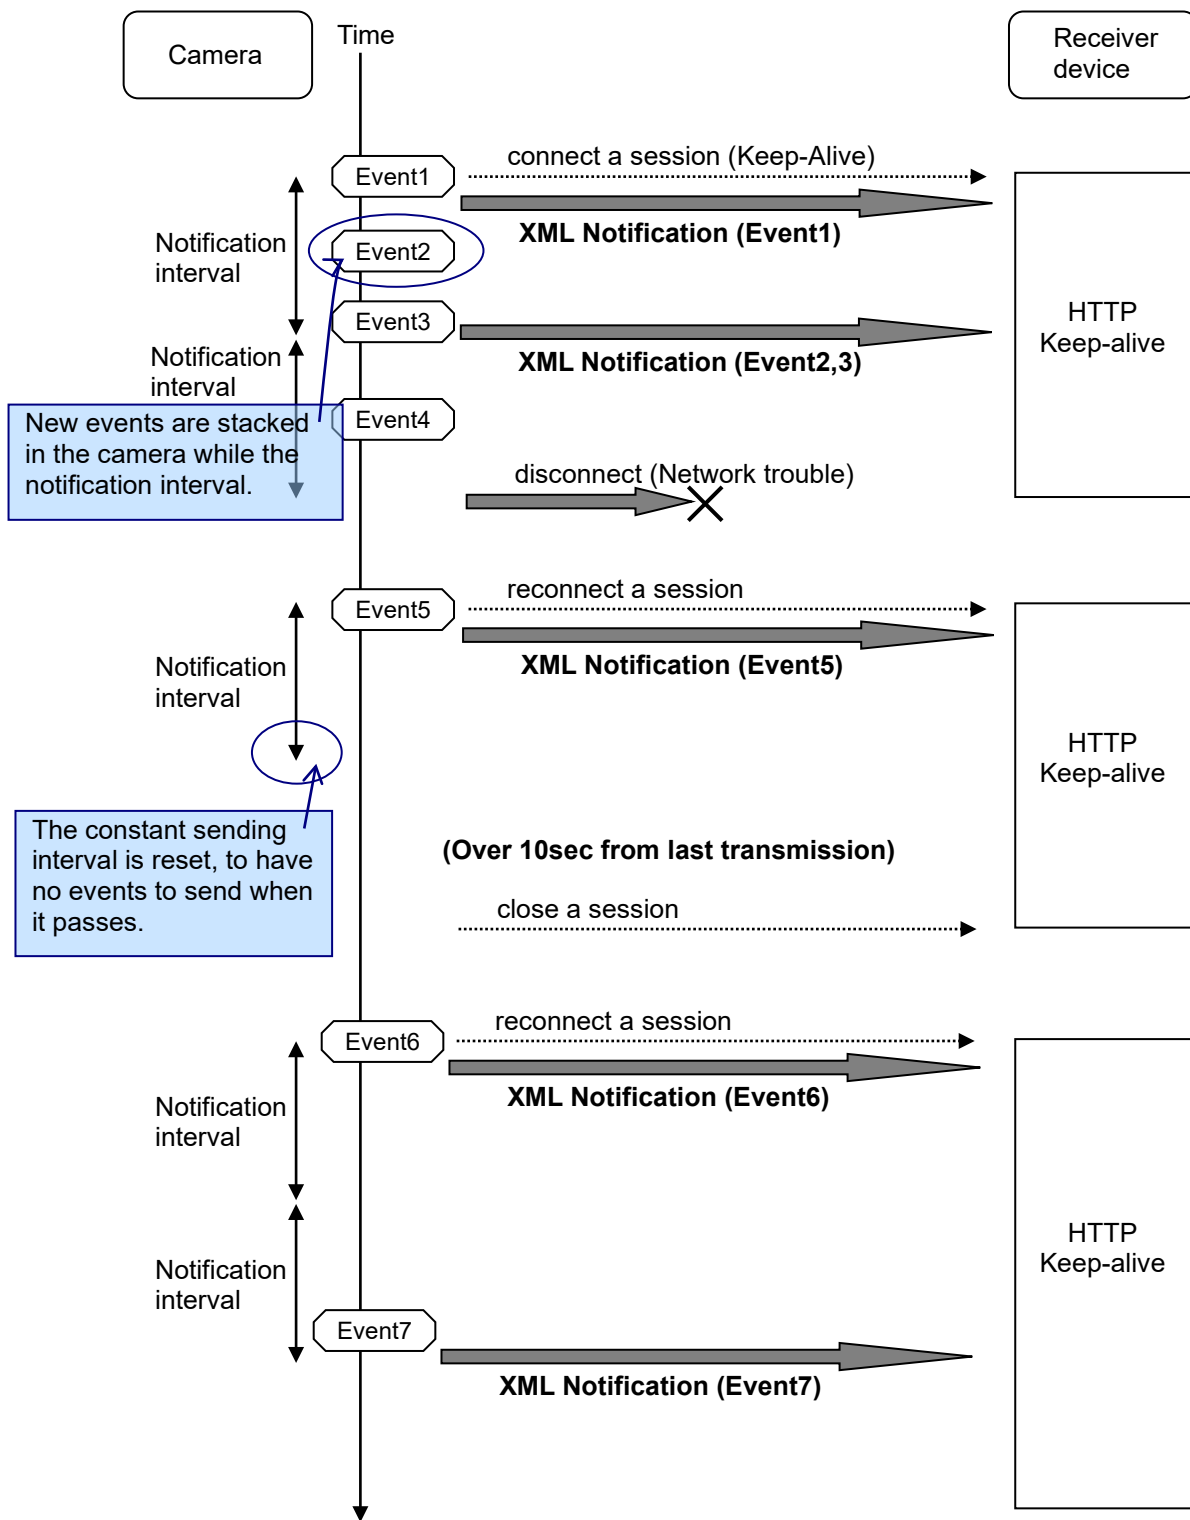 Camera
Time
Receiver
device
connect a session (Keep-Alive)
Event1
XML Notification (Event1)
Notification
interval
Event2
Event3
HTTP
Keep-alive
Notification
interval
XML Notification (Event2,3)
New events are stacked
in the camera while the
notification interval.
Event4
disconnect (Network trouble)
reconnect a session
Event5
XML Notification (Event5)
Notification
interval
HTTP
Keep-alive
The constant sending
interval is reset, to have
no events to send when
it passes.
(Over 10sec from last transmission)
close a session
reconnect a session
Event6
XML Notification (Event6)
Notification
interval
HTTP
Keep-alive
Notification
interval
Event7
XML Notification (Event7)